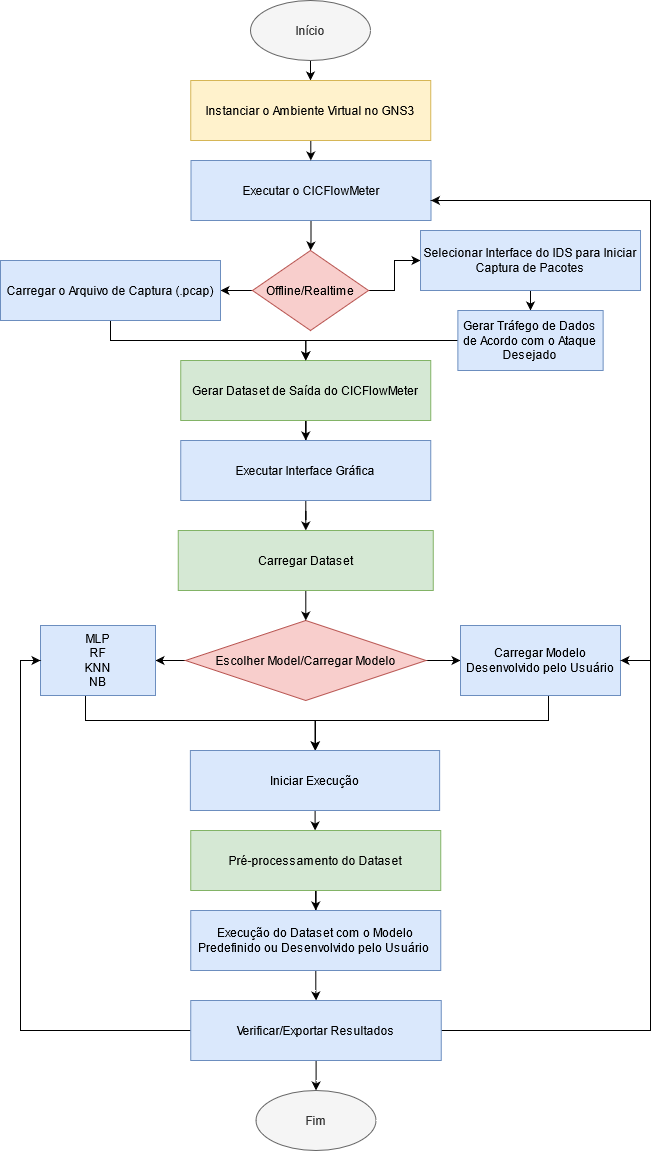 Início
Instanciar o Ambiente Virtual no GNS3
Executar o CICFlowMeter
Offline/Realtime
Carregar o Arquivo de Captura (.pcap)
Selecionar Interface do IDS para Iniciar
Captura de Pacotes
Gerar Tráfego de Dados
de Acordo com o Ataque
Desejado
Gerar Dataset de Saída do CICFlowMeter
Executar Interface Gráfica
Carregar Dataset
Escolher Model/Carregar Modelo
MLP
RF
KNN
NB
Carregar Modelo
Desenvolvido pelo Usuário
Iniciar Execução
Pré-processamento do Dataset
Execução do Dataset com o Modelo
Predefinido ou Desenvolvido pelo Usuário
Verificar/Exportar Resultados
Fim